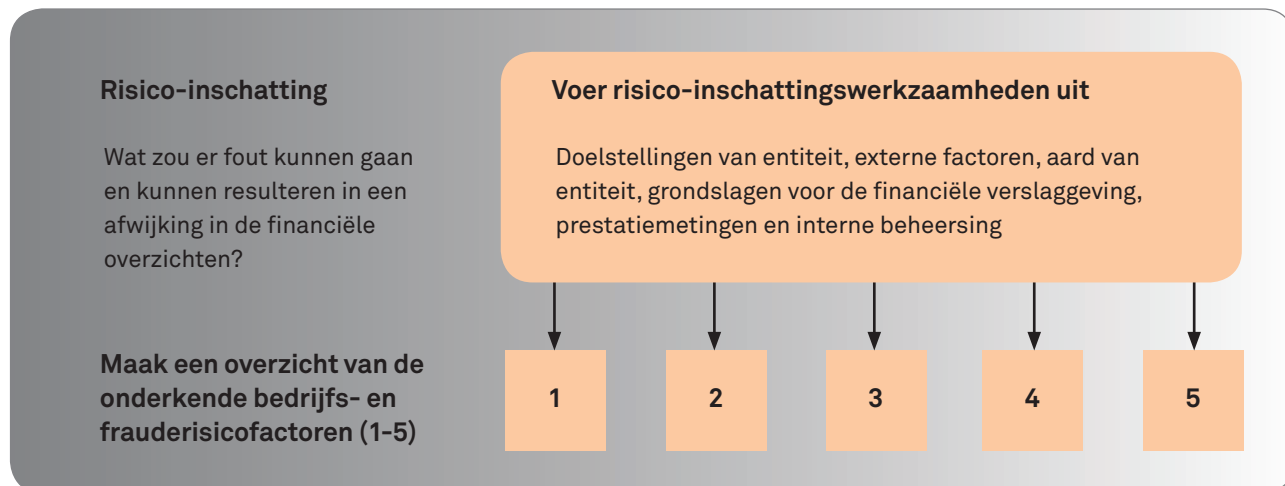 Risico-inschatting
Wat zou er fout kunnen gaan
en kunnen resulteren in een
afwijking in de financiële
overzichten?
Voer risico-inschattingswerkzaamheden uit
Doelstellingen van entiteit, externe factoren, aard van
entiteit, grondslagen voor de financiële verslaggeving,
prestatiemetingen en interne beheersing
Maak een overzicht van de
onderkende bedrijfs- en
frauderisicofactoren (1-5)
1
2
3
4
5